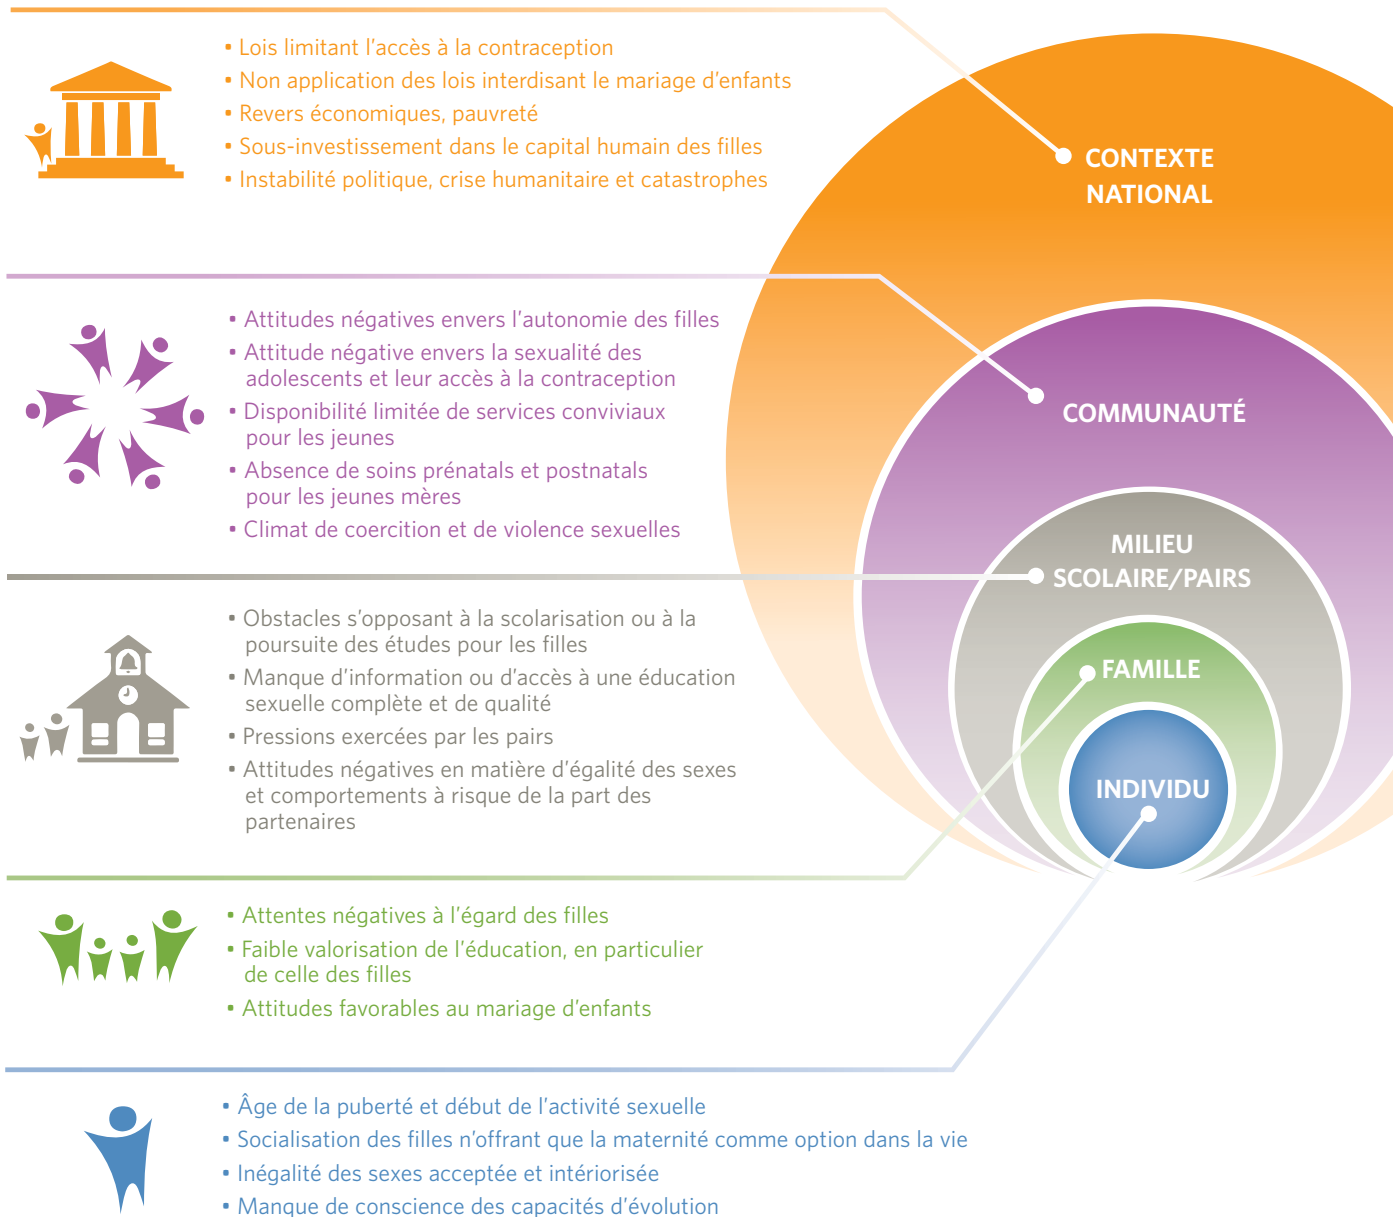 • Lois limitant l’accès à la contraception
• Non application des lois interdisant le mariage d’enfants
• Revers économiques, pauvreté
• Sous-investissement dans le capital humain des filles
• Instabilité politique, crise humanitaire et catastrophes
CONTEXTE
NATIONAL
• Attitudes négatives envers l’autonomie des filles
• Attitude négative envers la sexualité des
adolescents et leur accès à la contraception
• Disponibilité limitée de services conviviaux
pour les jeunes
• Absence de soins prénatals et postnatals
pour les jeunes mères
• Climat de coercition et de violence sexuelles
COMMUNAUTÉ
• Obstacles s’opposant à la scolarisation ou à la
poursuite des études pour les filles
• Manque d’information ou d’accès à une éducation
sexuelle complète et de qualité
• Pressions exercées par les pairs
• Attitudes négatives en matière d’égalité des sexes
et comportements à risque de la part des
partenaires
MILIEU
SCOLAIRE/PAIRS
• Attentes négatives à l’égard des filles
• Faible valorisation de l’éducation, en particulier
de celle des filles
• Attitudes favorables au mariage d’enfants
FAMILLE
• Âge de la puberté et début de l’activité sexuelle
• Socialisation des filles n’offrant que la maternité comme option dans la vie
• Inégalité des sexes acceptée et intériorisée
• Manque de conscience des capacités d’évolution
INDIVIDU